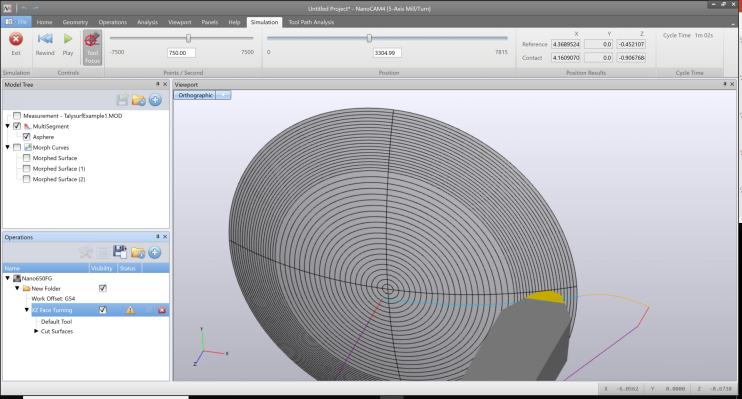 Untitled Project* - NanoCAM4 [5-Axis Mill/Turn]
File Home Geometry Operations Analysis Viewport Panels Help Simulation Tool Path Analysis
Exit Rewind Play Tool Focus
-7500 750.00 7500
0 3304.99 7815
X Y Z
Reference 4.3689524 0.0 -0.452107
Contact 4.1609070 0.0 -0.906768
Cycle Time 1m 02s
Simulation Controls Points / Second Position Position Results Cycle Time
Model Tree
Measurement - TalysurfExample1.MOD
MultiSegment
Asphere
Morph Curves
Morphed Surface
Morphed Surface (1)
Morphed Surface (2)
Operations
Name Visibility Status
Nano650FG
New Folder
Work Offset: G54
XZ Face Turning
Default Tool
Cut Surfaces
Viewport
Orthographic
Y
X
Z
X -6.0562 Y 0.0000 Z -8.6738